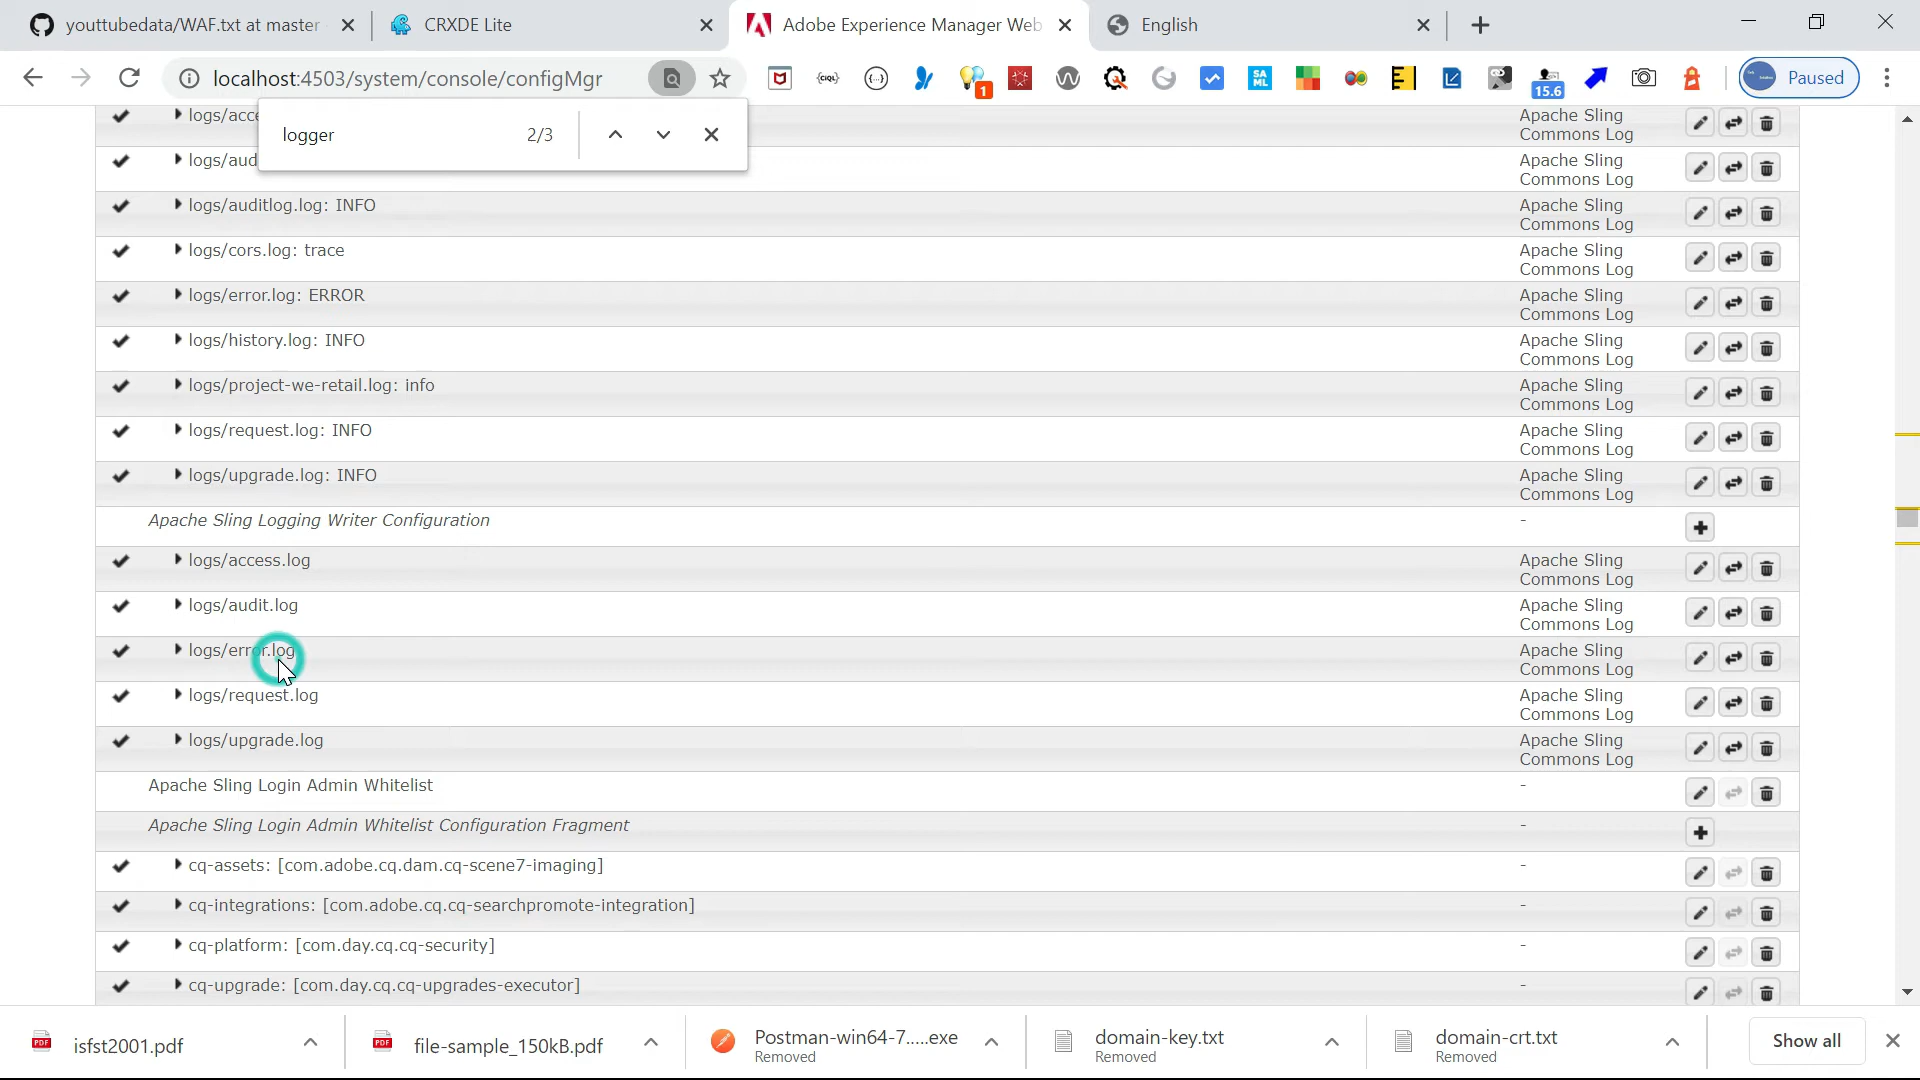 youttubedata/WAF.txt at master
CRXDE Lite
Adobe Experience Manager Web
English
localhost:4503/system/console/configMgr
1
15.6
Paused
logger
2/3
logs/acce
Apache Sling
Commons Log
logs/aud
Apache Sling
Commons Log
logs/auditlog.log: INFO
Apache Sling
Commons Log
logs/cors.log: trace
Apache Sling
Commons Log
logs/error.log: ERROR
Apache Sling
Commons Log
logs/history.log: INFO
Apache Sling
Commons Log
logs/project-we-retail.log: info
Apache Sling
Commons Log
logs/request.log: INFO
Apache Sling
Commons Log
logs/upgrade.log: INFO
Apache Sling
Commons Log
Apache Sling Logging Writer Configuration
-
logs/access.log
Apache Sling
Commons Log
logs/audit.log
Apache Sling
Commons Log
logs/error.log
Apache Sling
Commons Log
logs/request.log
Apache Sling
Commons Log
logs/upgrade.log
Apache Sling
Commons Log
Apache Sling Login Admin Whitelist
-
Apache Sling Login Admin Whitelist Configuration Fragment
-
cq-assets: [com.adobe.cq.dam.cq-scene7-imaging]
-
cq-integrations: [com.adobe.cq.cq-searchpromote-integration]
-
cq-platform: [com.day.cq.cq-security]
-
cq-upgrade: [com.day.cq.cq-upgrades-executor]
-
isfst2001.pdf
file-sample_150kB.pdf
Postman-win64-7.....exe
Removed
domain-key.txt
Removed
domain-crt.txt
Removed
Show all